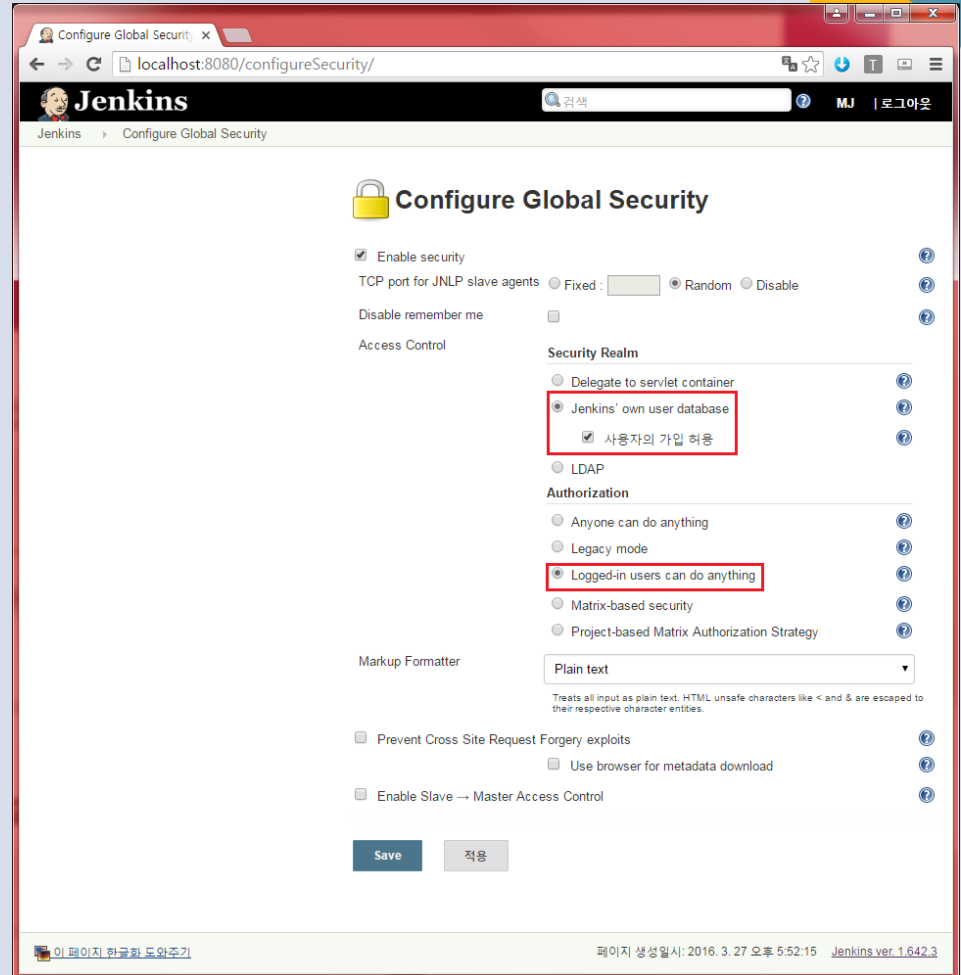 Configure Global Security
localhost:8080/configureSecurity/
Jenkins
검색
MJ | 로그아웃
Jenkins Configure Global Security
Configure Global Security
Enable security
TCP port for JNLP slave agents Fixed : Random Disable
Disable remember me
Access Control
Security Realm
Delegate to servlet container
Jenkins' own user database
사용자의 가입 허용
LDAP
Authorization
Anyone can do anything
Legacy mode
Logged-in users can do anything
Matrix-based security
Project-based Matrix Authorization Strategy
Markup Formatter
Plain text
Treats all input as plain text. HTML unsafe characters like < and & are escaped to
their respective character entities.
Prevent Cross Site Request Forgery exploits
Use browser for metadata download
Enable Slave → Master Access Control
Save 적용
이 페이지 한글화 도와주기 페이지 생성일시: 2016. 3. 27 오후 5:52:15 Jenkins ver. 1.642.3